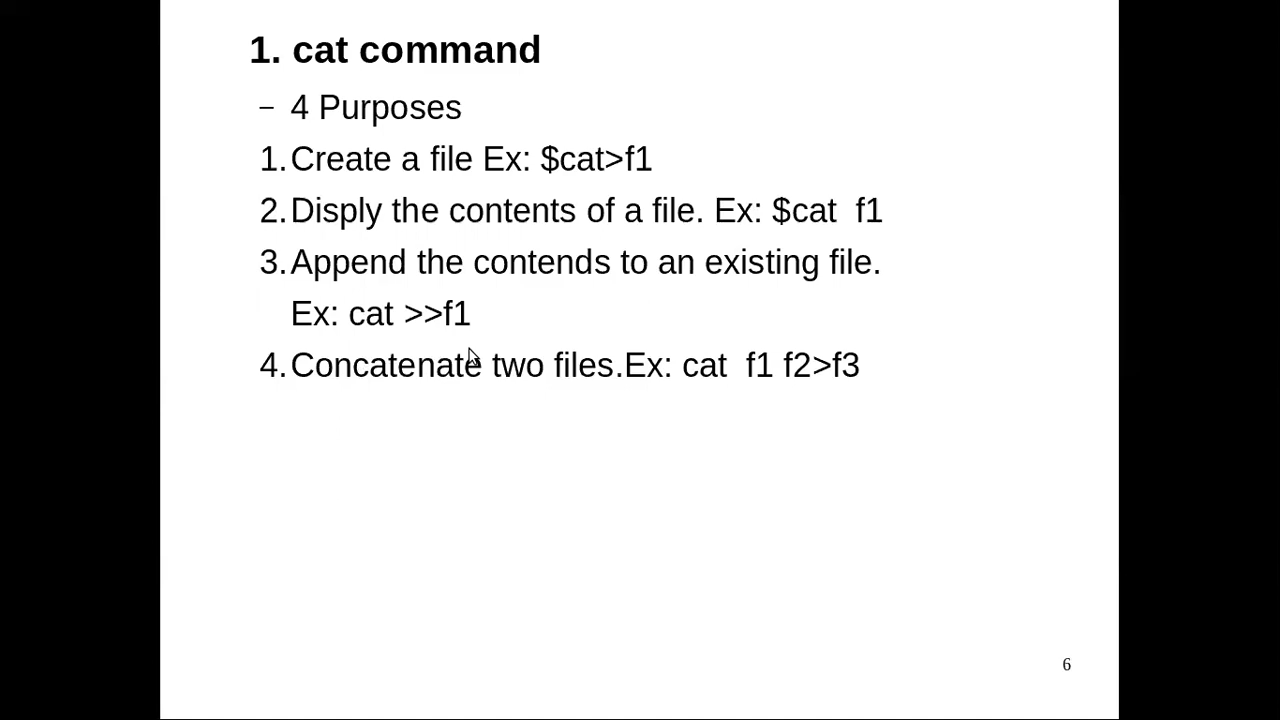 1. cat command
– 4 Purposes
1. Create a file Ex: $cat>f1
2. Disply the contents of a file. Ex: $cat  f1
3. Append the contends to an existing file.
Ex: cat >>f1
4. Concatenate two files.Ex: cat  f1 f2>f3
6